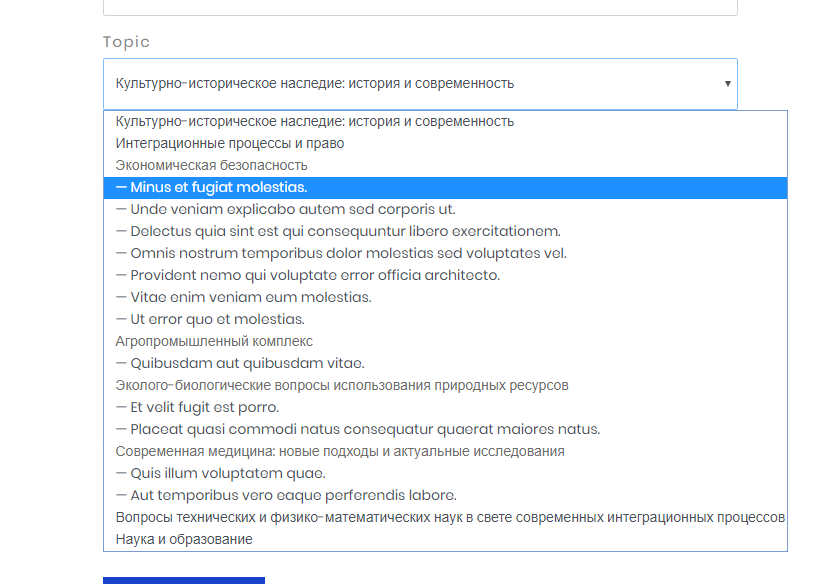 Topic
Культурно-историческое наследие: история и современность
Культурно-историческое наследие: история и современность
Интеграционные процессы и право
Экономическая безопасность
— Minus et fugiat molestias.
— Unde veniam explicabo autem sed corporis ut.
— Delectus quia sint est qui consequuntur libero exercitationem.
— Omnis nostrum temporibus dolor molestias sed voluptates vel.
— Provident nemo qui voluptate error officia architecto.
— Vitae enim veniam eum molestias.
— Ut error quo et molestias.
Агропромышленный комплекс
— Quibusdam aut quibusdam vitae.
Эколого-биологические вопросы использования природных ресурсов
— Et velit fugit est porro.
— Placeat quasi commodi natus consequatur quaerat maiores natus.
Современная медицина: новые подходы и актуальные исследования
— Quis illum voluptatem quae.
— Aut temporibus vero eaque perferendis labore.
Вопросы технических и физико-математических наук в свете современных интеграционных процессов
Наука и образование